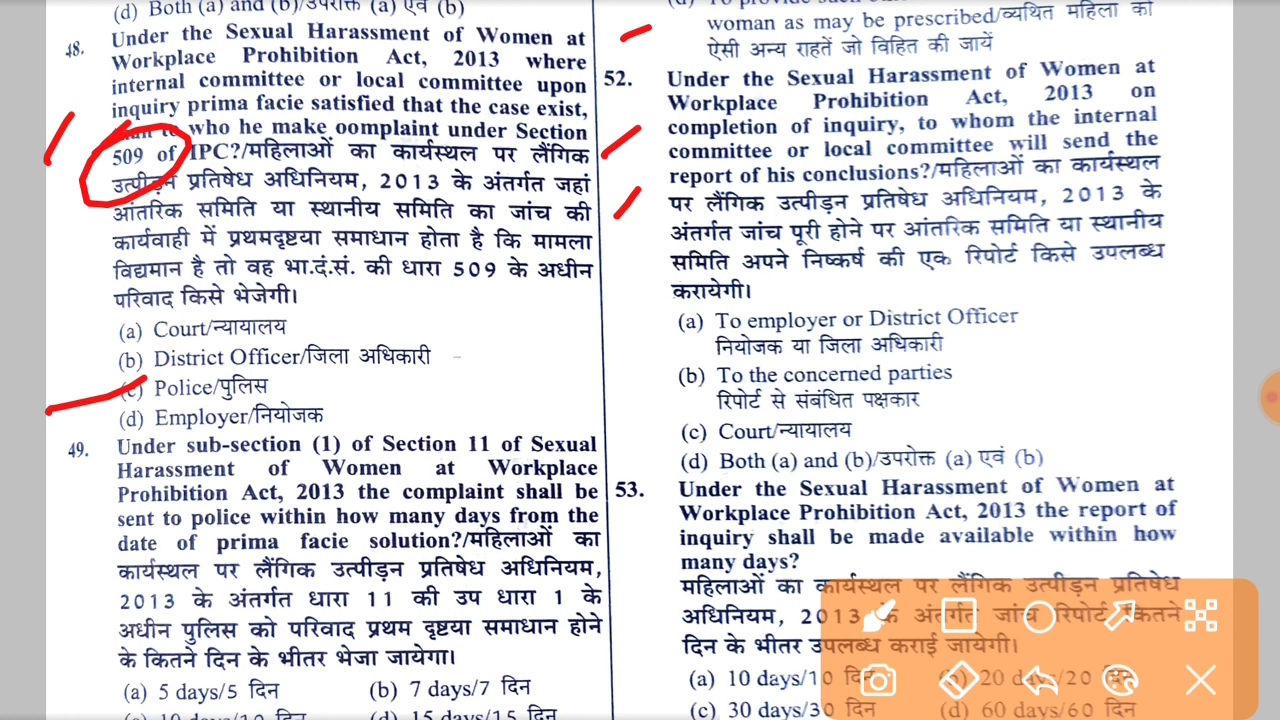 (d) Both (a) and (b)/उपरोक्त (a) एवं (b)
48. Under the Sexual Harassment of Women at
Workplace Prohibition Act, 2013 where
internal committee or local committee upon
inquiry prima facie satisfied that the case exist,
to who he make oomplaint under Section
509 of IPC?/महिलाओं का कार्यस्थल पर लैंगिक
उत्पीड़न प्रतिषेध अधिनियम, 2013 के अंतर्गत जहां
आंतरिक समिति या स्थानीय समिति का जांच की
कार्यवाही में प्रथमदृष्टया समाधान होता है कि मामला
विद्यमान है तो वह भा.दं.सं. की धारा 509 के अधीन
परिवाद किसे भेजेगी।
(a) Court/न्यायालय
(b) District Officer/जिला अधिकारी
(c) Police/पुलिस
(d) Employer/नियोजक
49. Under sub-section (1) of Section 11 of Sexual
Harassment of Women at Workplace
Prohibition Act, 2013 the complaint shall be
sent to police within how many days from the
date of prima facie solution?/महिलाओं का
कार्यस्थल पर लैंगिक उत्पीड़न प्रतिषेध अधिनियम,
2013 के अंतर्गत धारा 11 की उप धारा 1 के
अधीन पुलिस को परिवाद प्रथम दृष्टया समाधान होने
के कितने दिन के भीतर भेजा जायेगा।
(a) 5 days/5 दिन (b) 7 days/7 दिन
(c) 10 days/10 दिन (d) 15 days/15 दिन
woman as may be prescribed/व्यथित महिला को
ऐसी अन्य राहतें जो विहित की जायें
52. Under the Sexual Harassment of Women at
Workplace Prohibition Act, 2013 on
completion of inquiry, to whom the internal
committee or local committee will send the
report of his conclusions?/महिलाओं का कार्यस्थल
पर लैंगिक उत्पीड़न प्रतिषेध अधिनियम, 2013 के
अंतर्गत जांच पूरी होने पर आंतरिक समिति या स्थानीय
समिति अपने निष्कर्ष की एक रिपोर्ट किसे उपलब्ध
करायेगी।
(a) To employer or District Officer
नियोजक या जिला अधिकारी
(b) To the concerned parties
रिपोर्ट से संबंधित पक्षकार
(c) Court/न्यायालय
(d) Both (a) and (b)/उपरोक्त (a) एवं (b)
53. Under the Sexual Harassment of Women at
Workplace Prohibition Act, 2013 the report of
inquiry shall be made available within how
many days?
महिलाओं का कार्यस्थल पर लैंगिक उत्पीड़न प्रतिषेध
अधिनियम, 2013 के अंतर्गत जांच रिपोर्ट कितने
दिन के भीतर उपलब्ध कराई जायेगी।
(a) 10 days/10 दिन (b) 20 days/20 दिन
(c) 30 days/30 दिन (d) 60 days/60 दिन